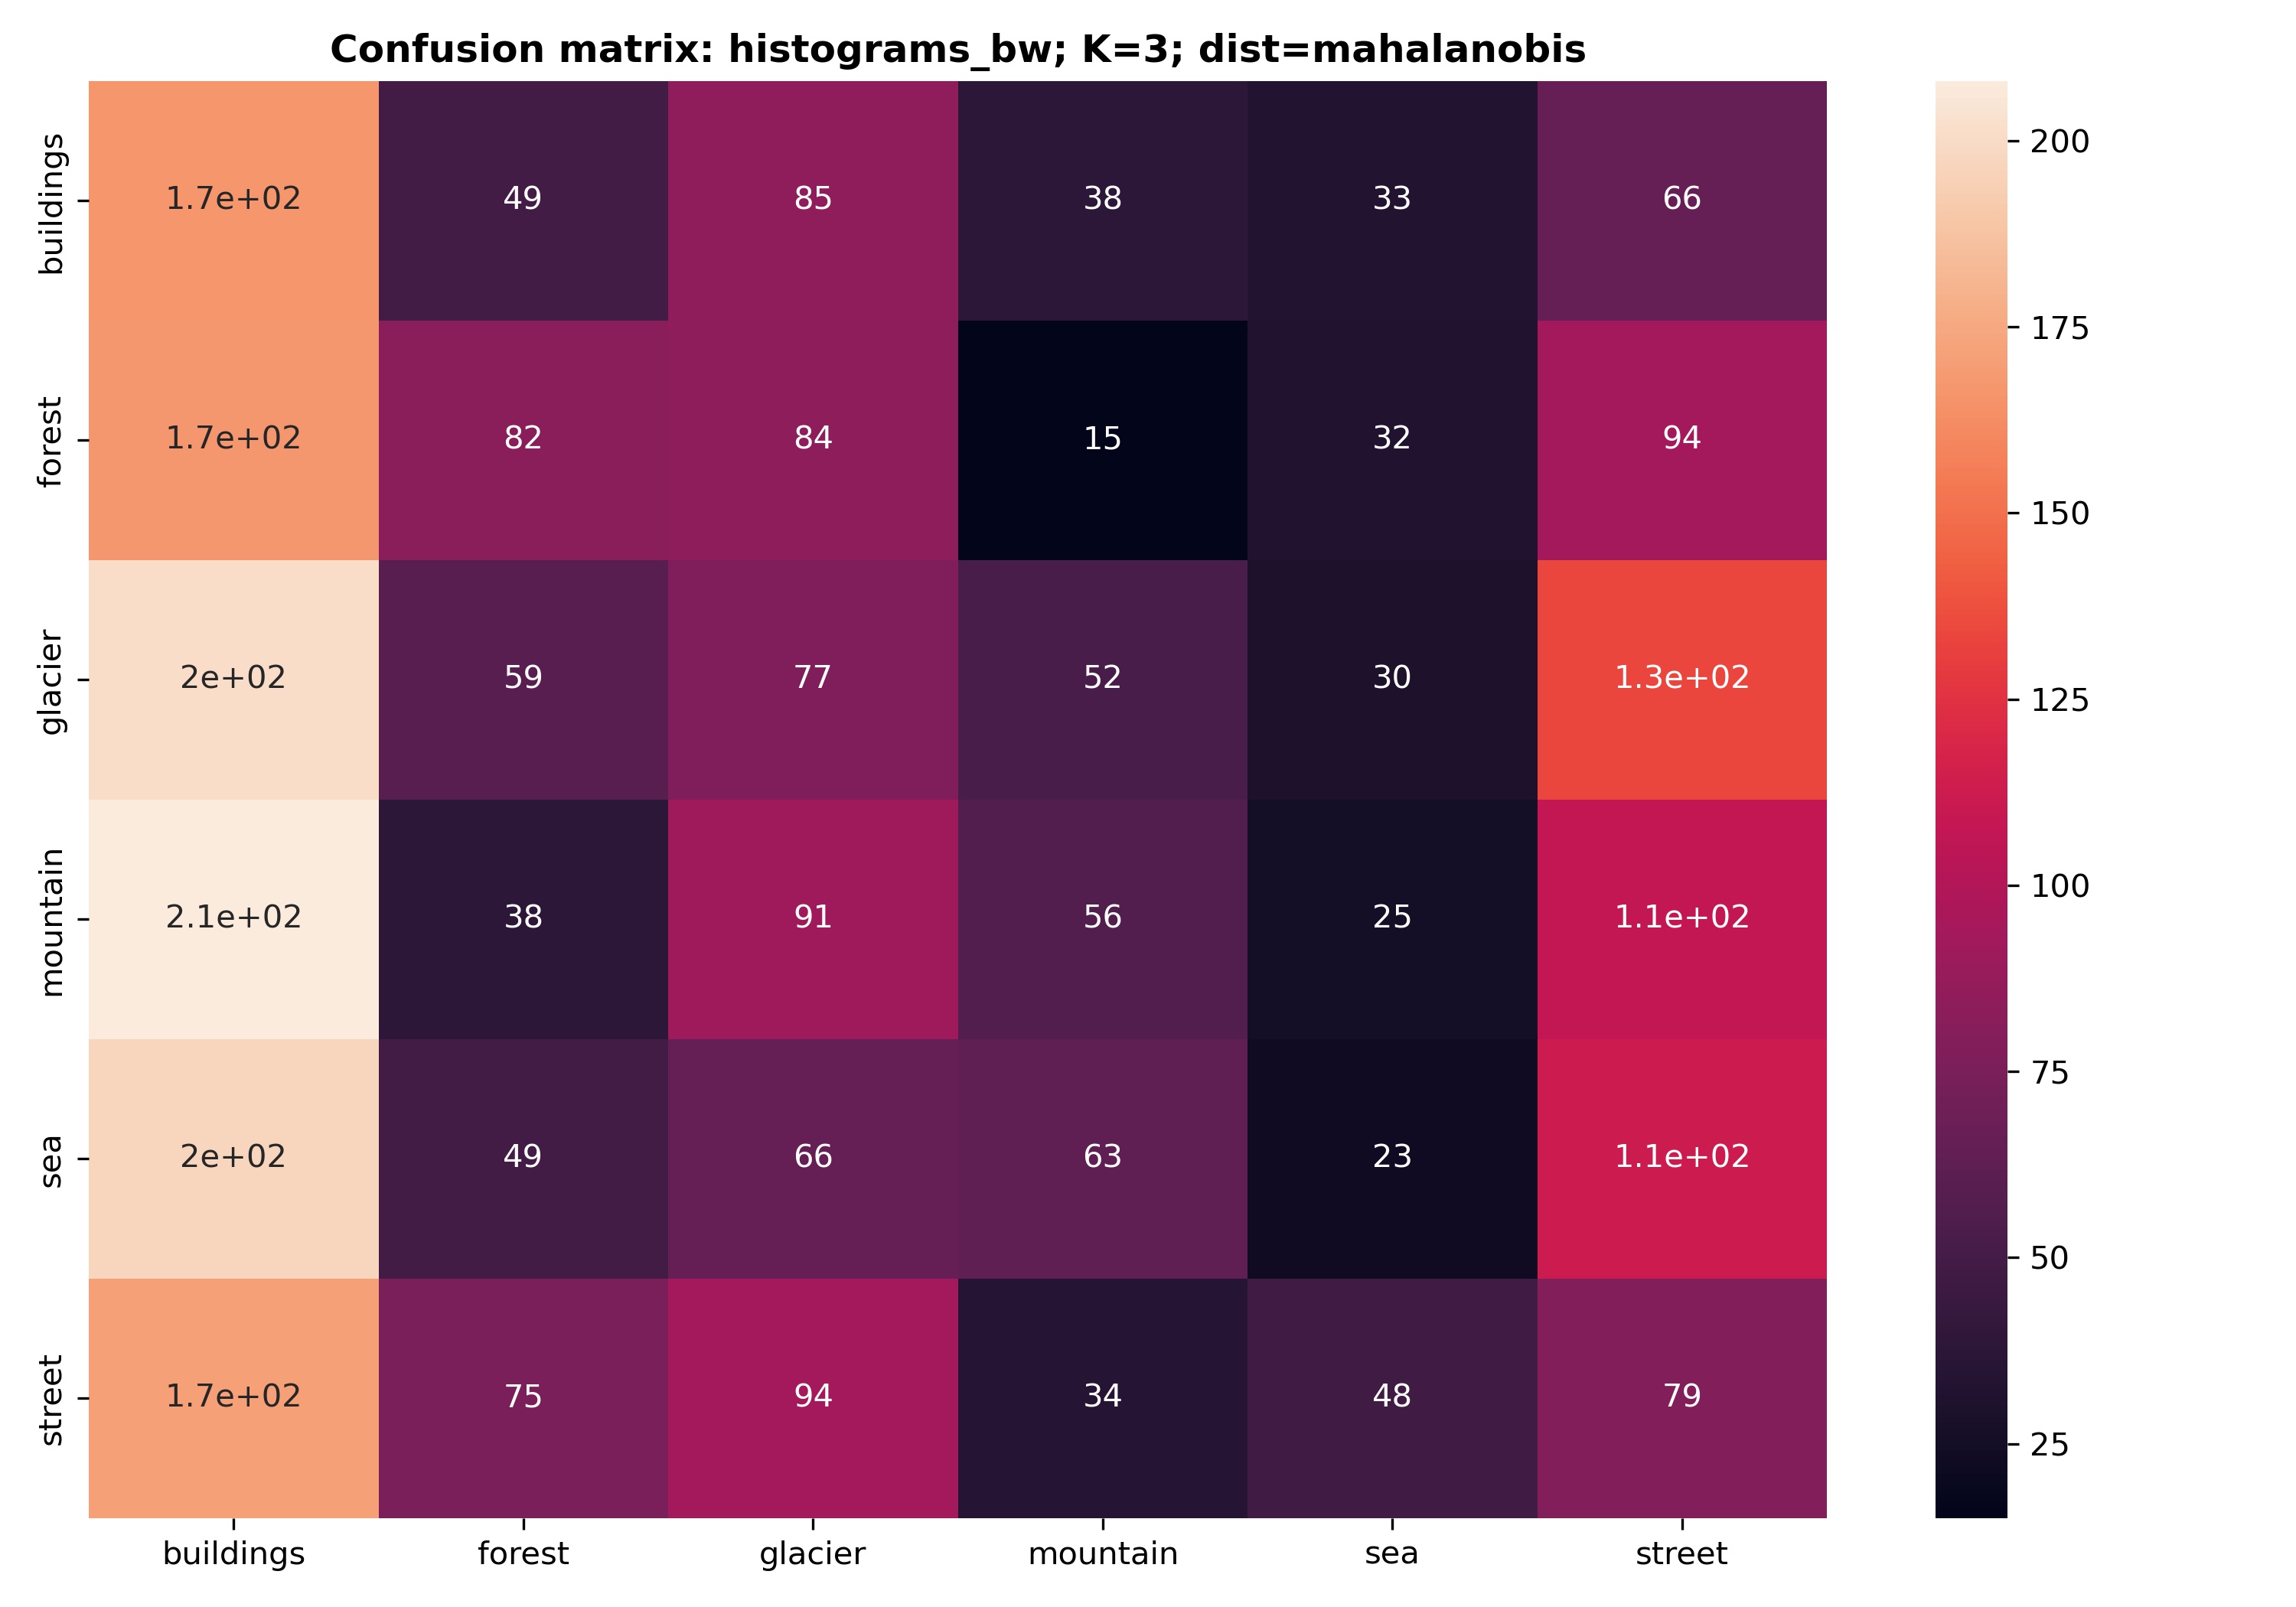 Confusion matrix: histograms_bw; K=3; dist=mahalanobis
buildings 1.7e+02 49 85 38 33 66
forest 1.7e+02 82 84 15 32 94
glacier 2e+02 59 77 52 30 1.3e+02
mountain 2.1e+02 38 91 56 25 1.1e+02
sea 2e+02 49 66 63 23 1.1e+02
street 1.7e+02 75 94 34 48 79
buildings forest glacier mountain sea street
200
175
150
125
100
75
50
25